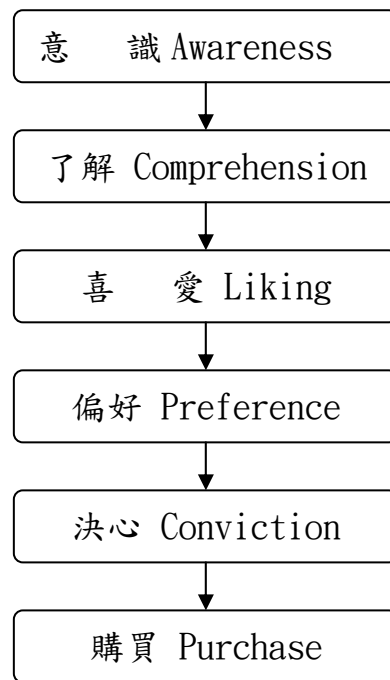 意 識 Awareness
了解 Comprehension
喜 愛 Liking
偏好 Preference
決心 Conviction
購買 Purchase